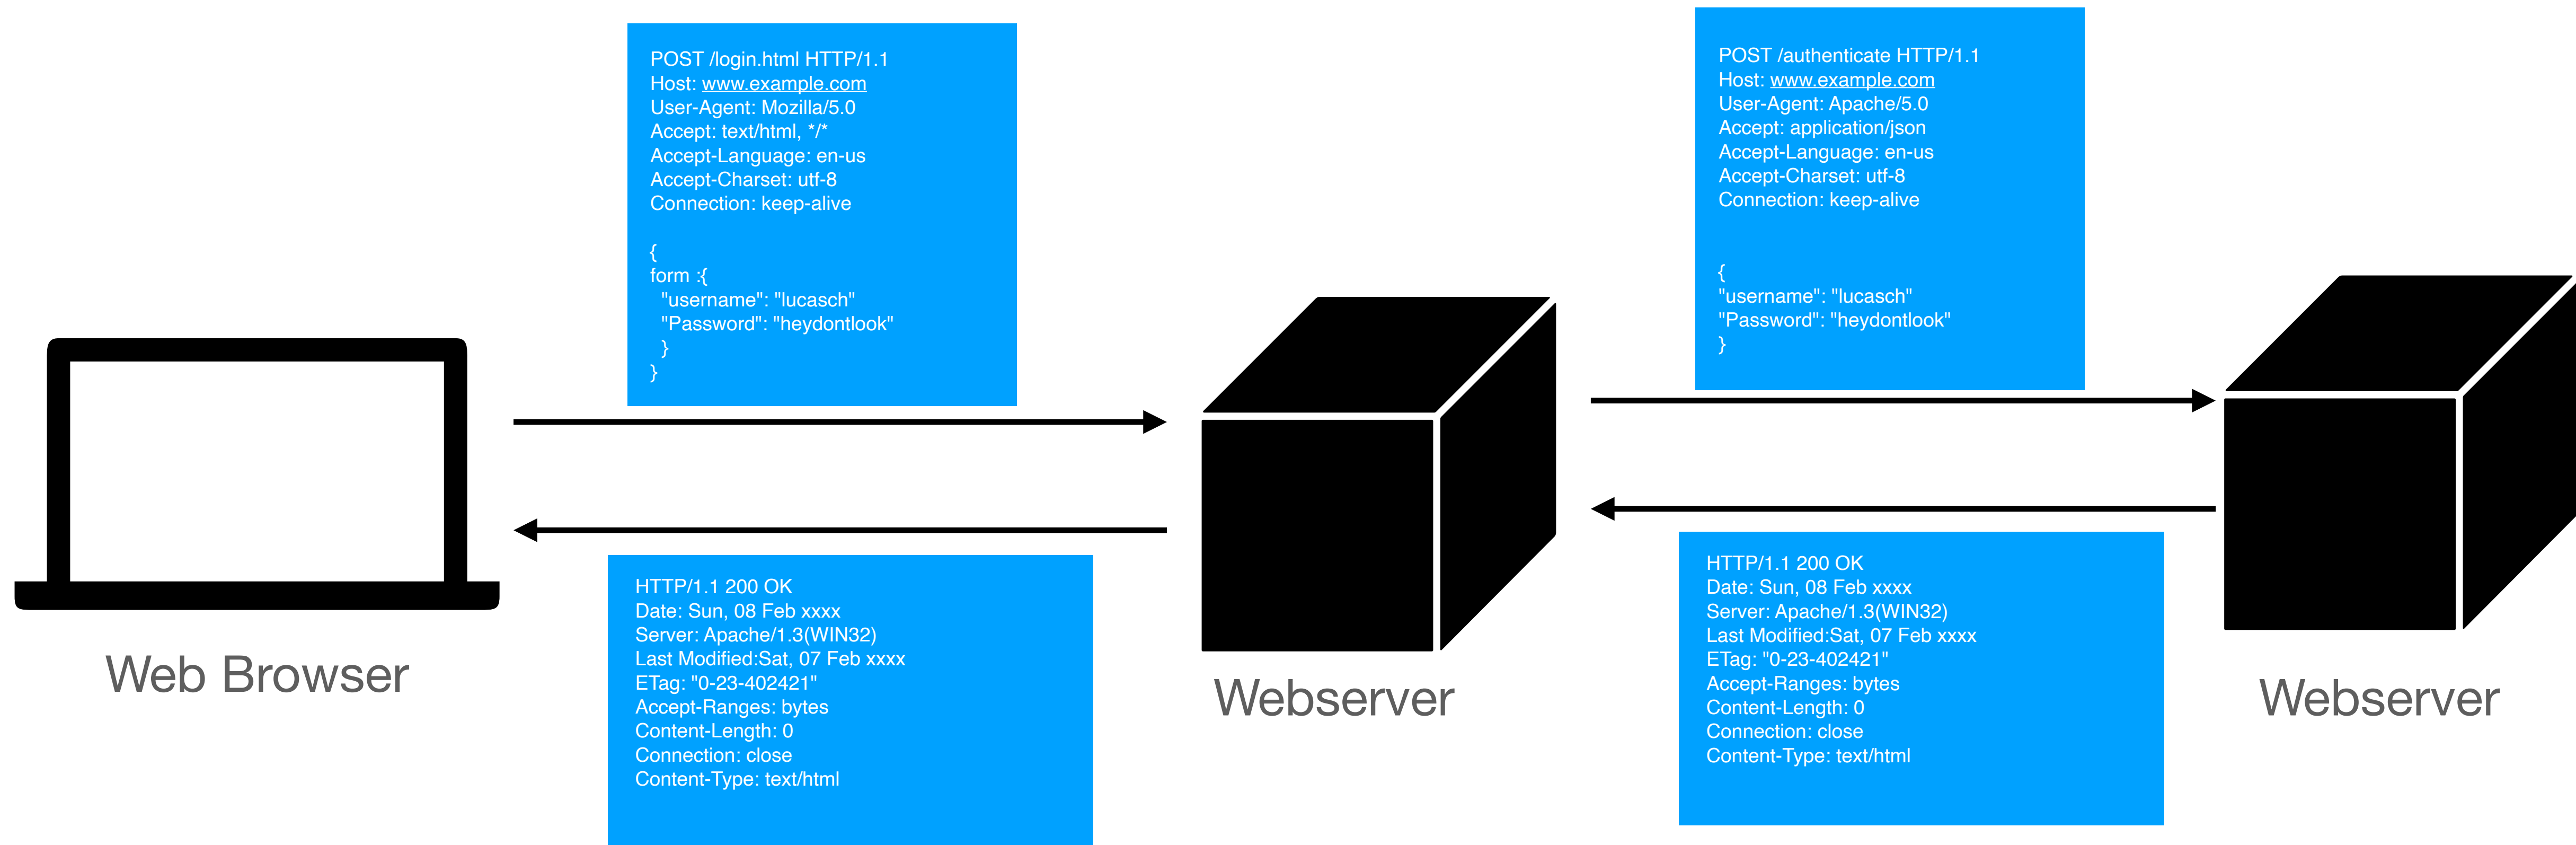 POST /login.html HTTP/1.1
Host: www.example.com
User-Agent: Mozilla/5.0
Accept: text/html, */*
Accept-Language: en-us
Accept-Charset: utf-8
Connection: keep-alive
{
form :{
"username": "lucasch"
"Password": "heydontlook"
}
}
POST /authenticate HTTP/1.1
Host: www.example.com
User-Agent: Apache/5.0
Accept: application/json
Accept-Language: en-us
Accept-Charset: utf-8
Connection: keep-alive
{
"username": "lucasch"
"Password": "heydontlook"
}
HTTP/1.1 200 OK
Date: Sun, 08 Feb xxxx
Server: Apache/1.3(WIN32)
Last Modified:Sat, 07 Feb xxxx
ETag: "0-23-402421"
Accept-Ranges: bytes
Content-Length: 0
Connection: close
Content-Type: text/html
HTTP/1.1 200 OK
Date: Sun, 08 Feb xxxx
Server: Apache/1.3(WIN32)
Last Modified:Sat, 07 Feb xxxx
ETag: "0-23-402421"
Accept-Ranges: bytes
Content-Length: 0
Connection: close
Content-Type: text/html
Web Browser
Webserver
Webserver